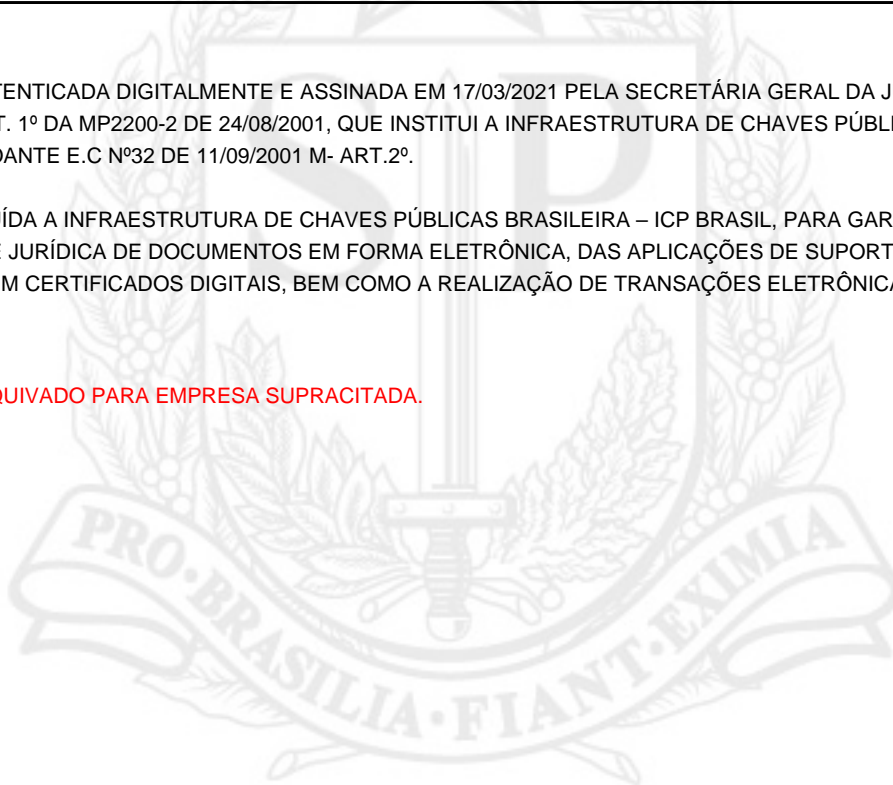 TENTICADA DIGITALMENTE E ASSINADA EM 17/03/2021 PELA SECRETÁRIA GERAL DA J
T. 1º DA MP2200-2 DE 24/08/2001, QUE INSTITUI A INFRAESTRUTURA DE CHAVES PÚBLI
DANTE E.C Nº32 DE 11/09/2001 M- ART.2º.
UÍDA A INFRAESTRUTURA DE CHAVES PÚBLICAS BRASILEIRA – ICP BRASIL, PARA GAR
E JURÍDICA DE DOCUMENTOS EM FORMA ELETRÔNICA, DAS APLICAÇÕES DE SUPORT
M CERTIFICADOS DIGITAIS, BEM COMO A REALIZAÇÃO DE TRANSAÇÕES ELETRÔNICA
QUIVADO PARA EMPRESA SUPRACITADA.
SP
PRO·BRASILIA·FIANT·EXIMIA